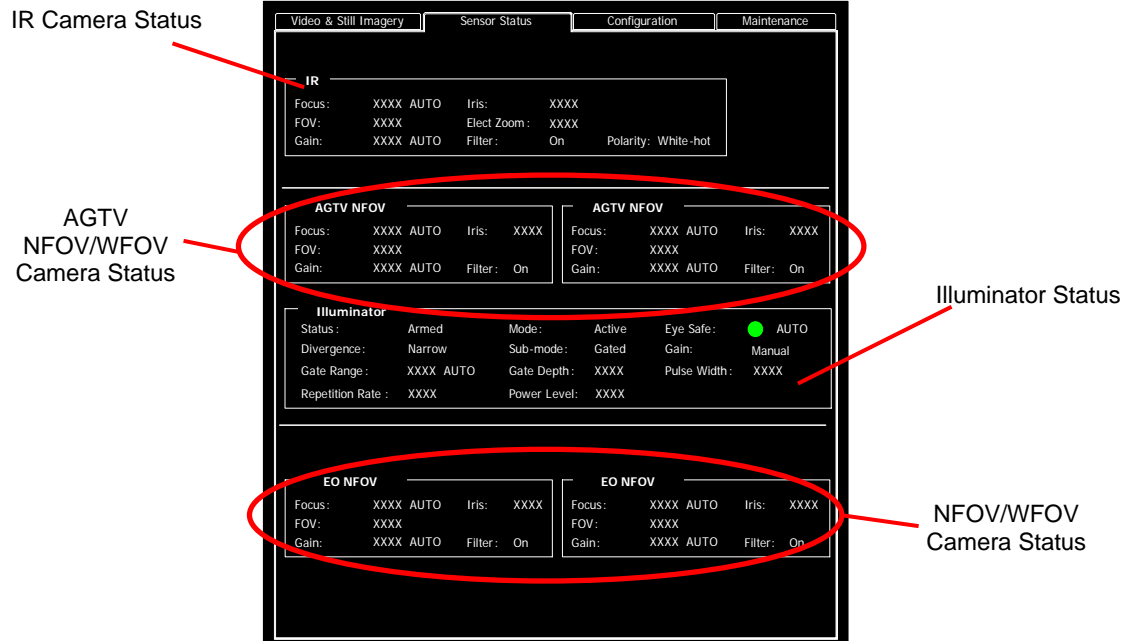 IR Camera Status
Video & Still Imagery Sensor Status Configuration Maintenance
IR
Focus: XXXX AUTO Iris: XXXX
FOV: XXXX Elect Zoom: XXXX
Gain: XXXX AUTO Filter: On Polarity: White-hot
AGTV
NFOV/WFOV
Camera Status
AGTV NFOV
Focus: XXXX AUTO Iris: XXXX
FOV: XXXX
Gain: XXXX AUTO Filter: On
AGTV NFOV
Focus: XXXX AUTO Iris: XXXX
FOV: XXXX
Gain: XXXX AUTO Filter: On
Illuminator Status
Illuminator
Status: Armed Mode: Active Eye Safe: AUTO
Divergence: Narrow Sub-mode: Gated Gain: Manual
Gate Range: XXXX AUTO Gate Depth: XXXX Pulse Width: XXXX
Repetition Rate: XXXX Power Level: XXXX
EO NFOV
Focus: XXXX AUTO Iris: XXXX
FOV: XXXX
Gain: XXXX AUTO Filter: On
EO NFOV
Focus: XXXX AUTO Iris: XXXX
FOV: XXXX
Gain: XXXX AUTO Filter: On
NFOV/WFOV
Camera Status